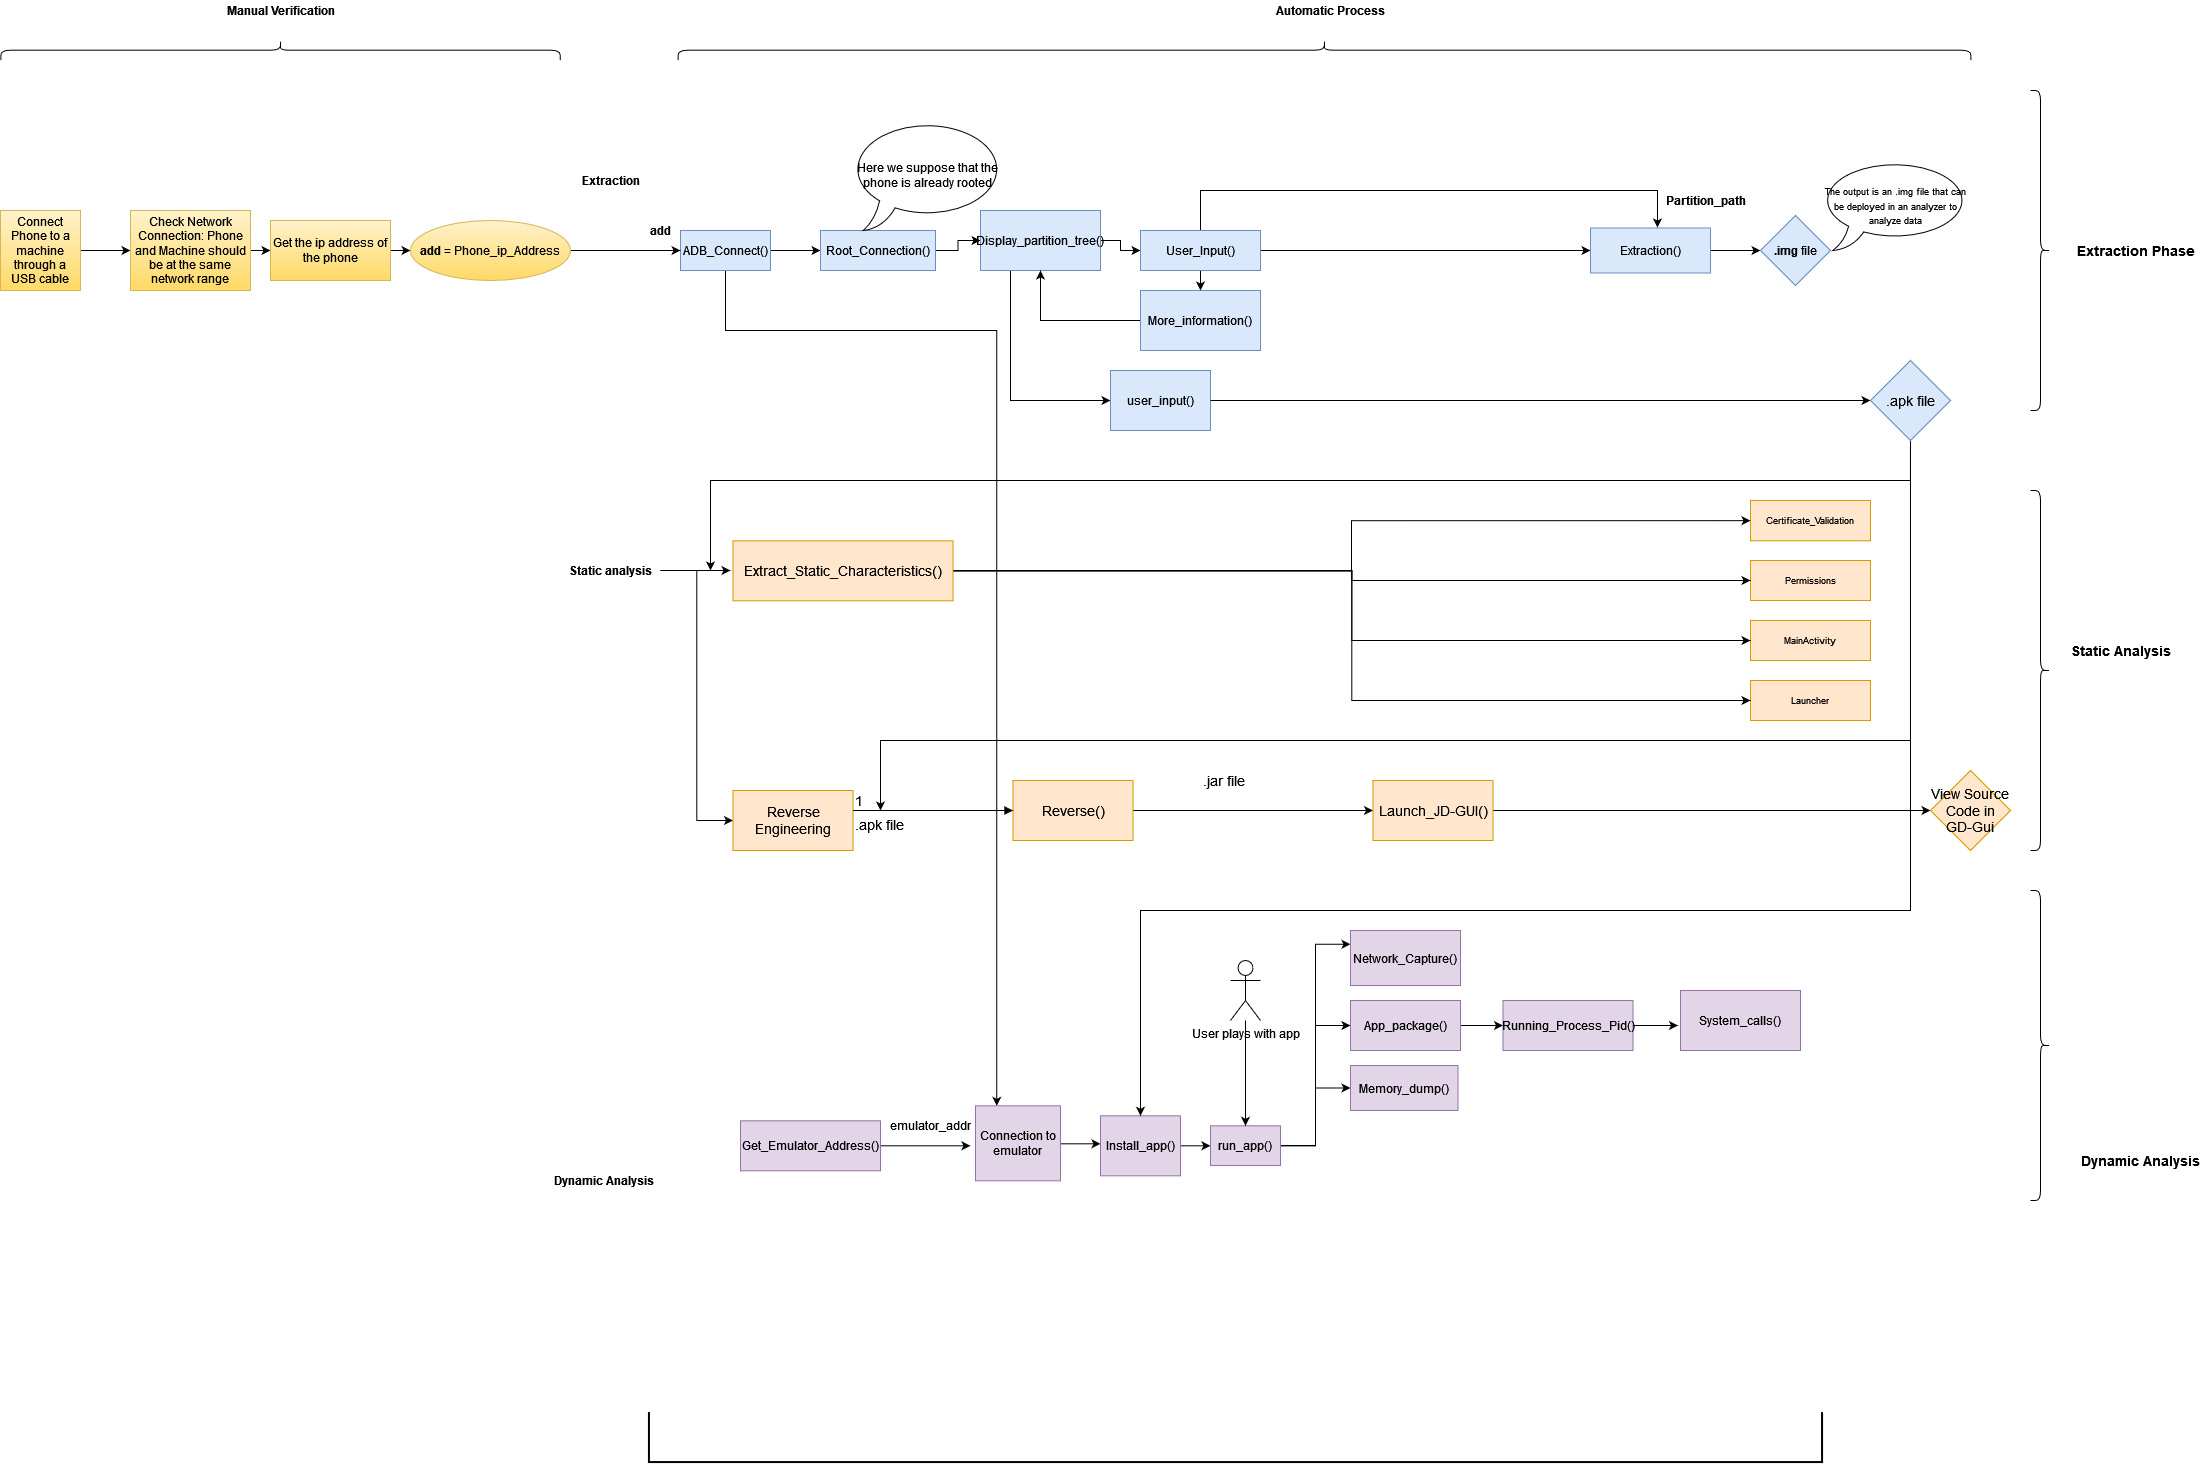 Manual Verification
Automatic Process
Here we suppose that the
phone is already rooted
The output is an .img file that can
be deployed in an analyzer to
analyze data
Extraction
add
Partition_path
Connect
Phone to a
machine
through a
USB cable
Check Network
Connection: Phone
and Machine should
be at the same
network range
Get the ip address of
the phone
add = Phone_ip_Address
ADB_Connect()
Root_Connection()
Display_partition_tree()
User_Input()
Extraction()
.img file
Extraction Phase
More_information()
user_input()
.apk file
Certificate_Validation
Static analysis
Extract_Static_Characteristics()
Permissions
MainActivity
Static Analysis
Launcher
Reverse
Engineering
1
.apk file
Reverse()
.jar file
Launch_JD-GUI()
View Source
Code in
GD-Gui
Network_Capture()
User plays with app
App_package()
Running_Process_Pid()
System_calls()
Memory_dump()
Get_Emulator_Address()
emulator_addr
Connection to
emulator
Install_app()
run_app()
Dynamic Analysis
Dynamic Analysis